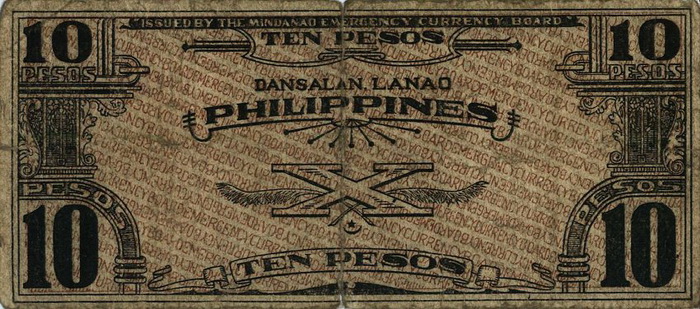 ISSUED BY THE MINDANAO EMERGENCY CURRENCY BOARD
10 TEN PESOS 10
PESOS PESOS
DANSALAN, LANAO
PHILIPPINES
X
PESOS PESOS
10 TEN PESOS 10